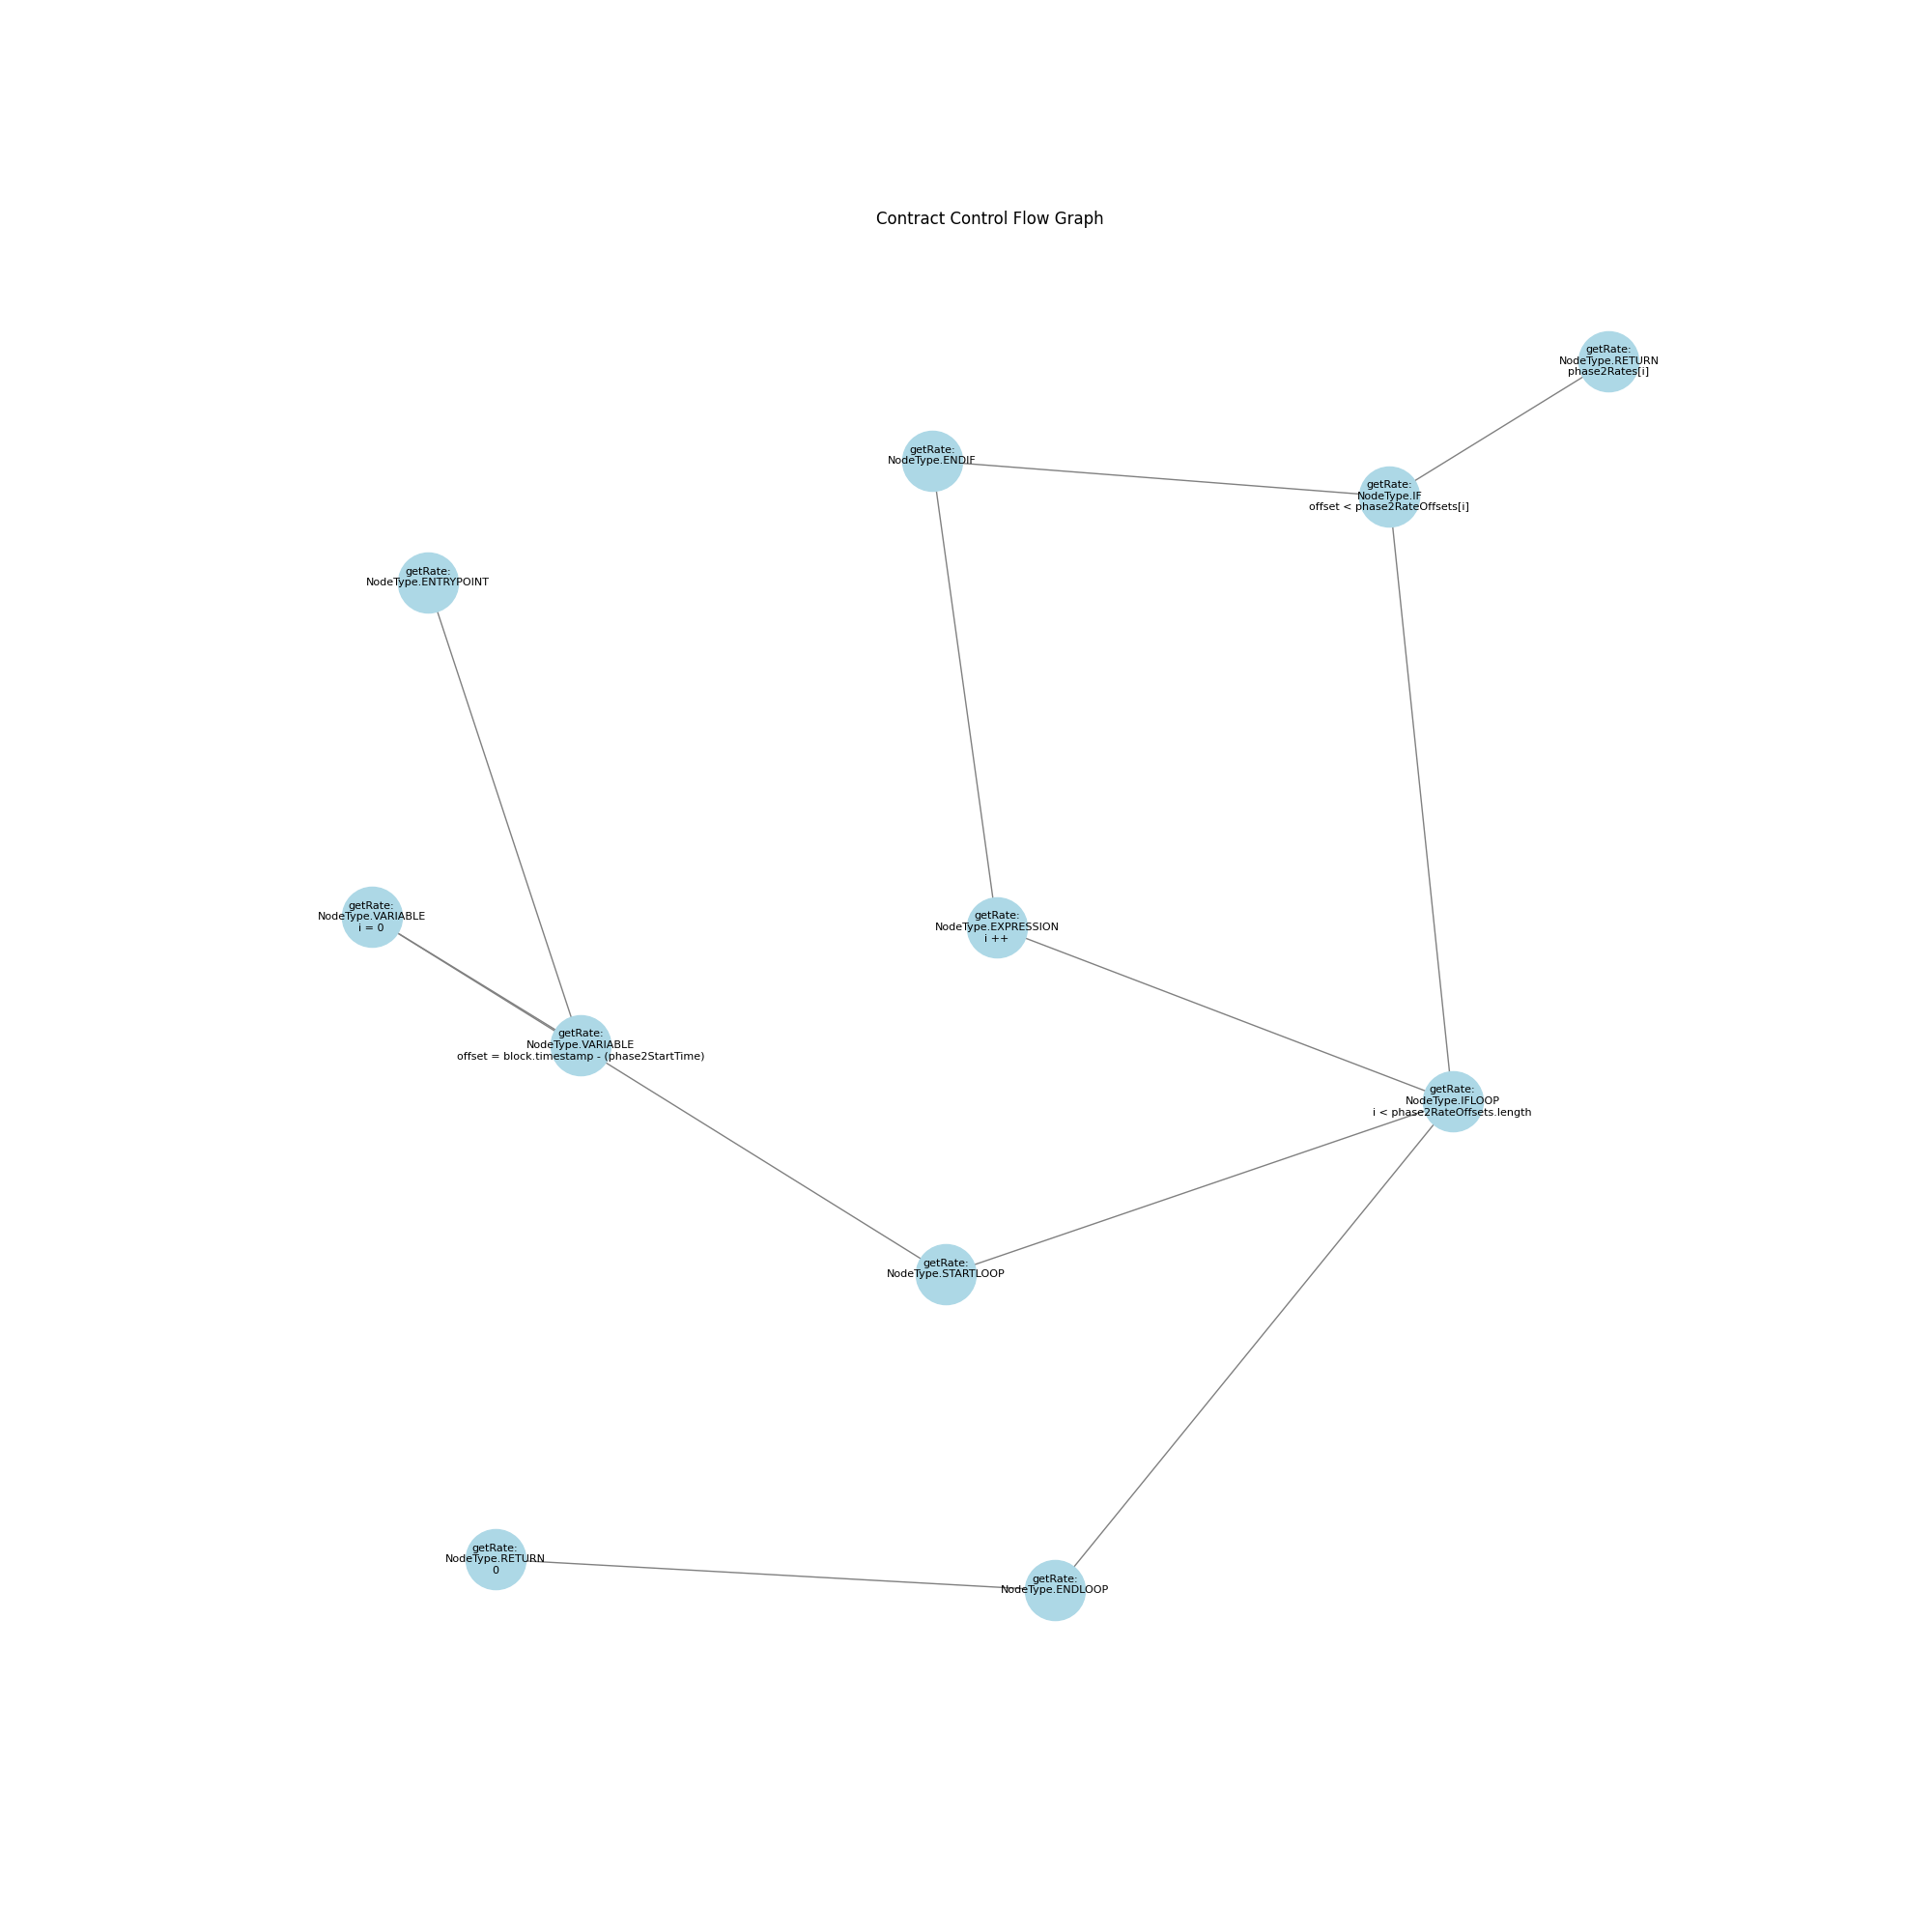 Contract Control Flow Graph
getRate:
NodeType.RETURN
phase2Rates[i]
getRate:
NodeType.ENDIF
getRate:
NodeType.IF
offset < phase2RateOffsets[i]
getRate:
NodeType.ENTRYPOINT
getRate:
NodeType.VARIABLE
i = 0
getRate:
NodeType.EXPRESSION
i ++
getRate:
NodeType.VARIABLE
offset = block.timestamp - (phase2StartTime)
getRate:
NodeType.IFLOOP
i < phase2RateOffsets.length
getRate:
NodeType.STARTLOOP
getRate:
NodeType.RETURN
0
getRate:
NodeType.ENDLOOP